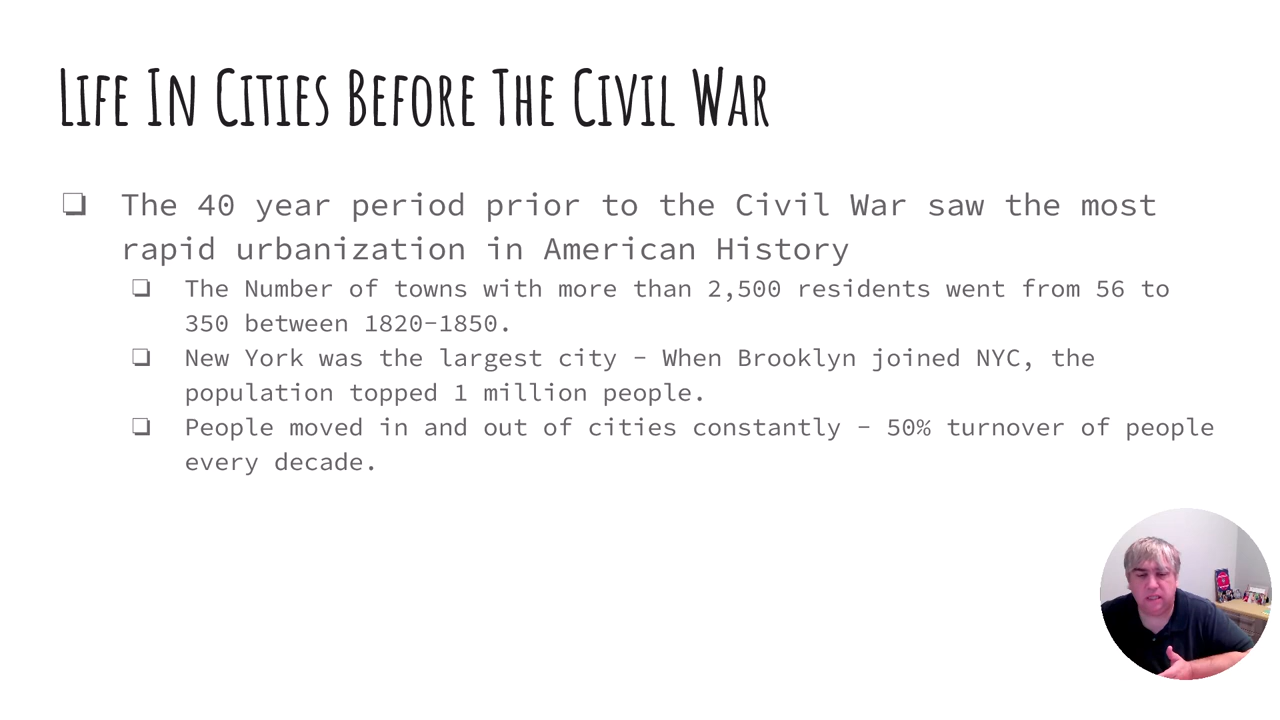 Life In Cities Before The Civil War
❏ The 40 year period prior to the Civil War saw the most
rapid urbanization in American History
❏ The Number of towns with more than 2,500 residents went from 56 to
350 between 1820-1850.
❏ New York was the largest city - When Brooklyn joined NYC, the
population topped 1 million people.
❏ People moved in and out of cities constantly - 50% turnover of people
every decade.